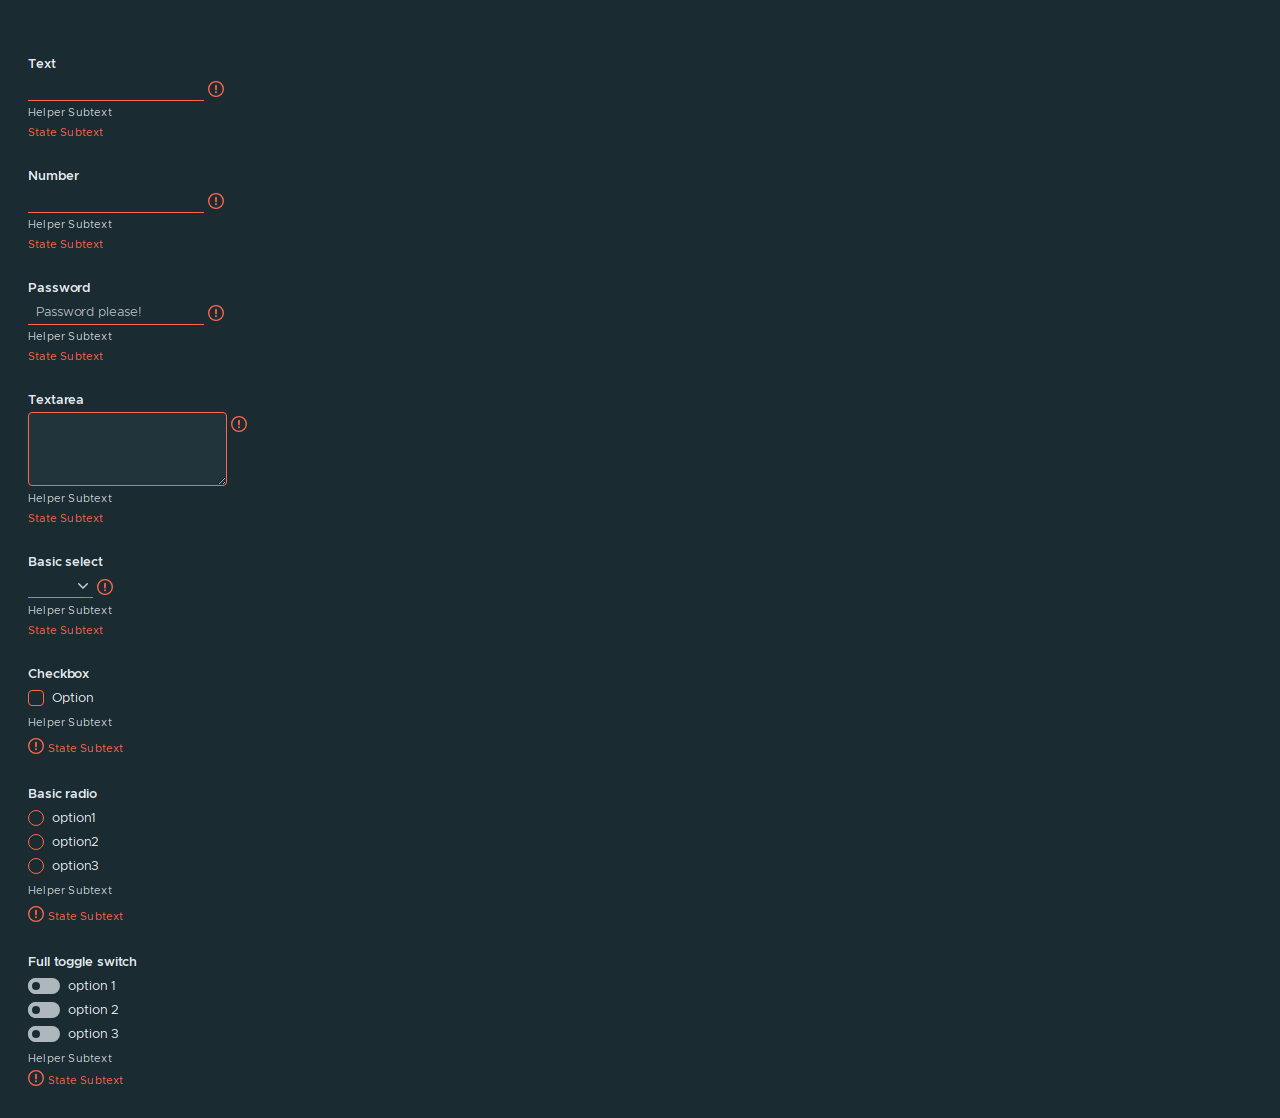 Text
Helper Subtext
State Subtext
Number
Helper Subtext
State Subtext
Password
Password please!
Helper Subtext
State Subtext
Textarea
Helper Subtext
State Subtext
Basic select
Helper Subtext
State Subtext
Checkbox
Option
Helper Subtext
State Subtext
Basic radio
option1
option2
option3
Helper Subtext
State Subtext
Full toggle switch
option 1
option 2
option 3
Helper Subtext
State Subtext